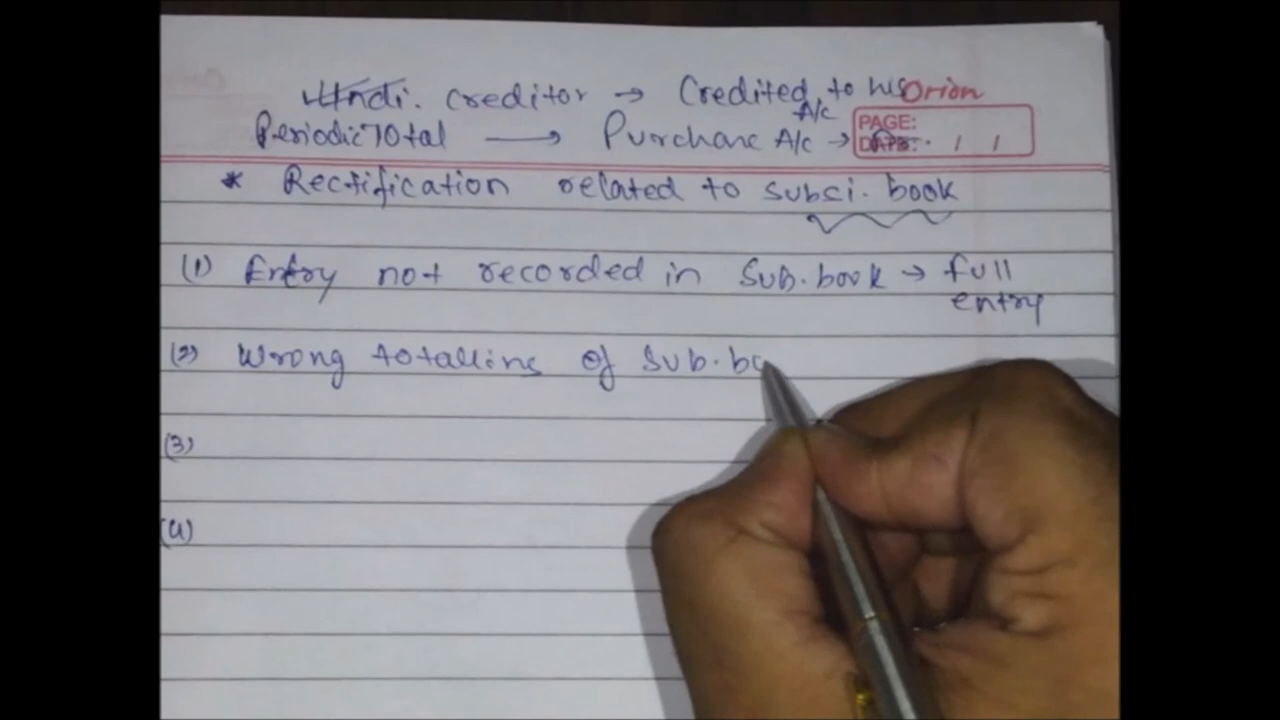 creditor → Credited to his Orion
A/c
Periodic Total → Purchase A/c →
PAGE:
DATE: / /
* Rectification related to subsi. book
(1) Entry not recorded in Sub. book → full
entry
(2) Wrong totalling of Sub. bo
(3)
(4)